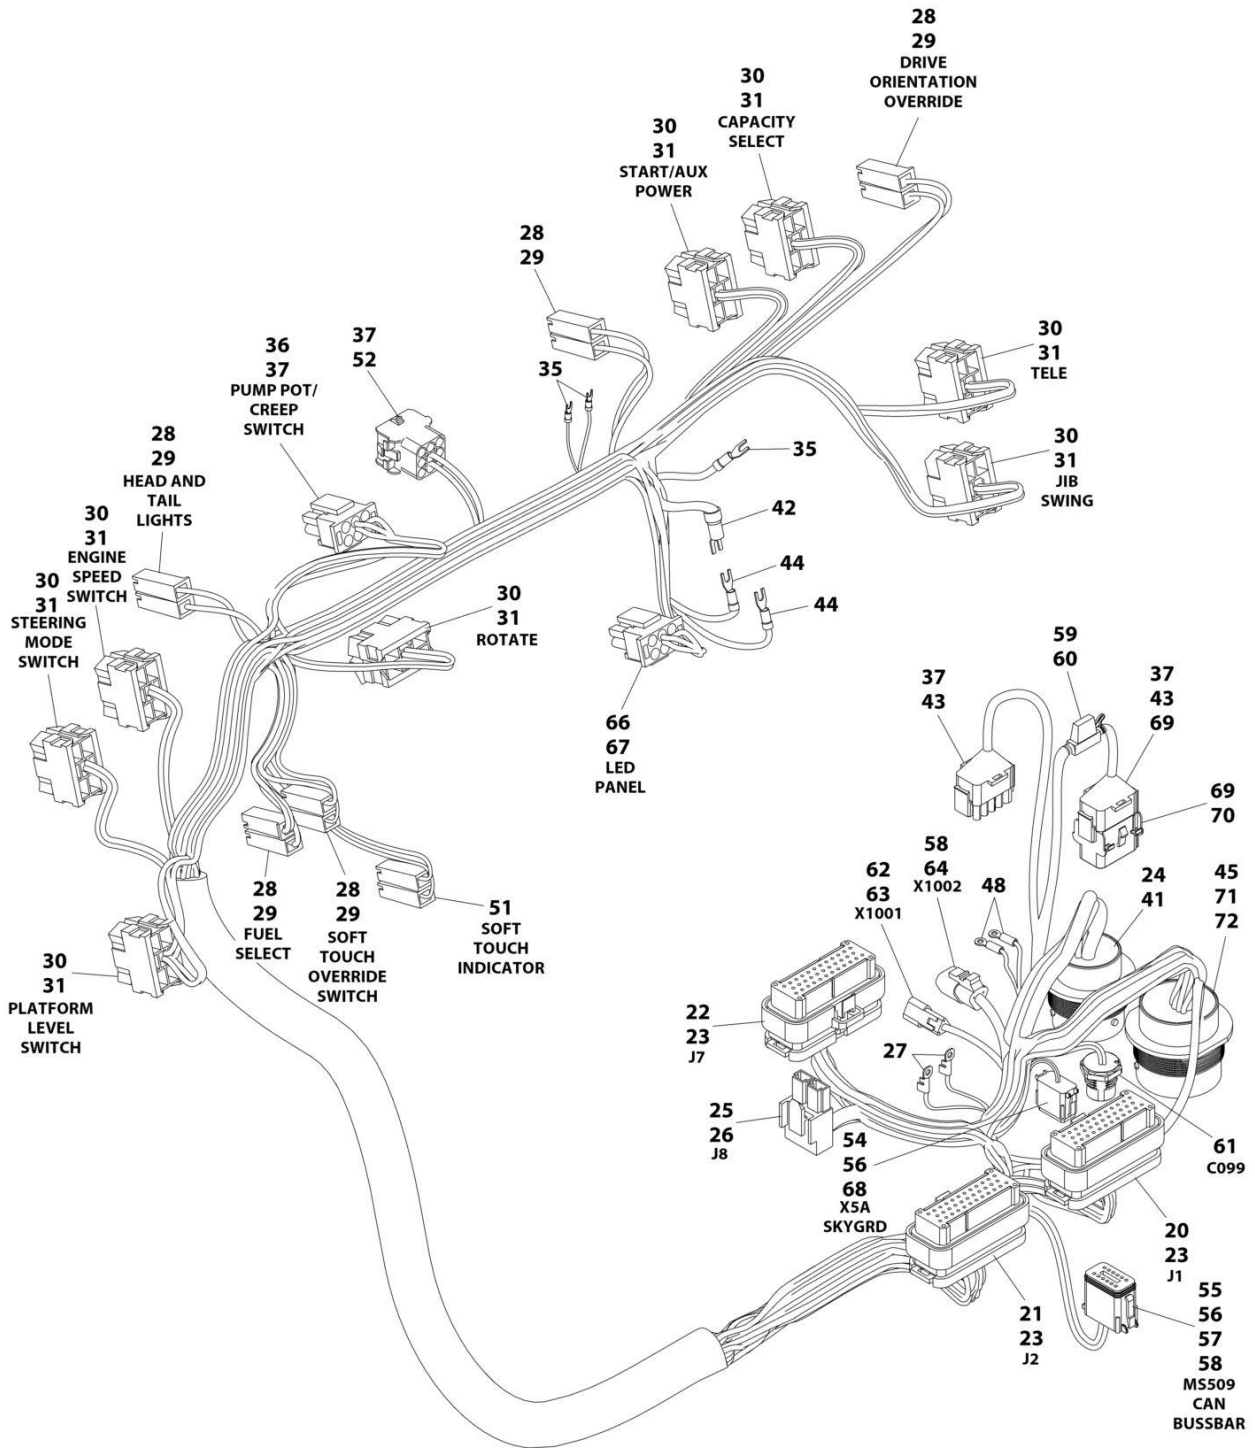 28
29
DRIVE
ORIENTATION
OVERRIDE
30
31
CAPACITY
SELECT
30
31
START/AUX
POWER
28
29
37
52
35
36
37
PUMP POT/
CREEP
SWITCH
28
29
HEAD AND
TAIL
LIGHTS
30
31
ENGINE
SPEED
SWITCH
30
31
STEERING
MODE
SWITCH
30
31
TELE
30
31
JIB
SWING
35
42
44
44
30
31
ROTATE
66
67
LED
PANEL
59
60
37
43
37
43
69
69
70
58
64
X1002
62
63
X1001
48
24
41
45
71
72
28
29
FUEL
SELECT
28
29
SOFT
TOUCH
OVERRIDE
SWITCH
51
SOFT
TOUCH
INDICATOR
30
31
PLATFORM
LEVEL
SWITCH
22
23
J7
27
25
26
J8
54
56
68
X5A
SKYGRD
61
C099
20
23
J1
21
23
J2
55
56
57
58
MS509
CAN
BUSSBAR